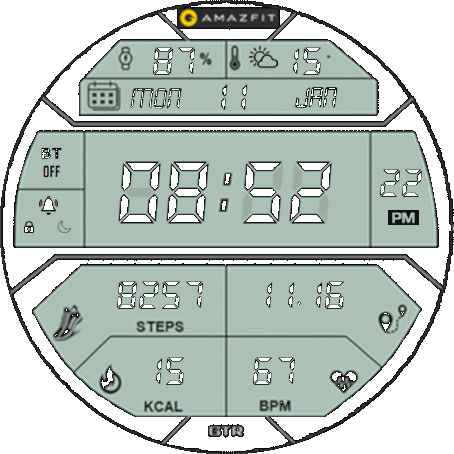 AMAZFIT
87% 15°
MON 11 JAN
BT
OFF
08:52
22
PM
8257
STEPS
11.16
15
KCAL
67
BPM
GTR